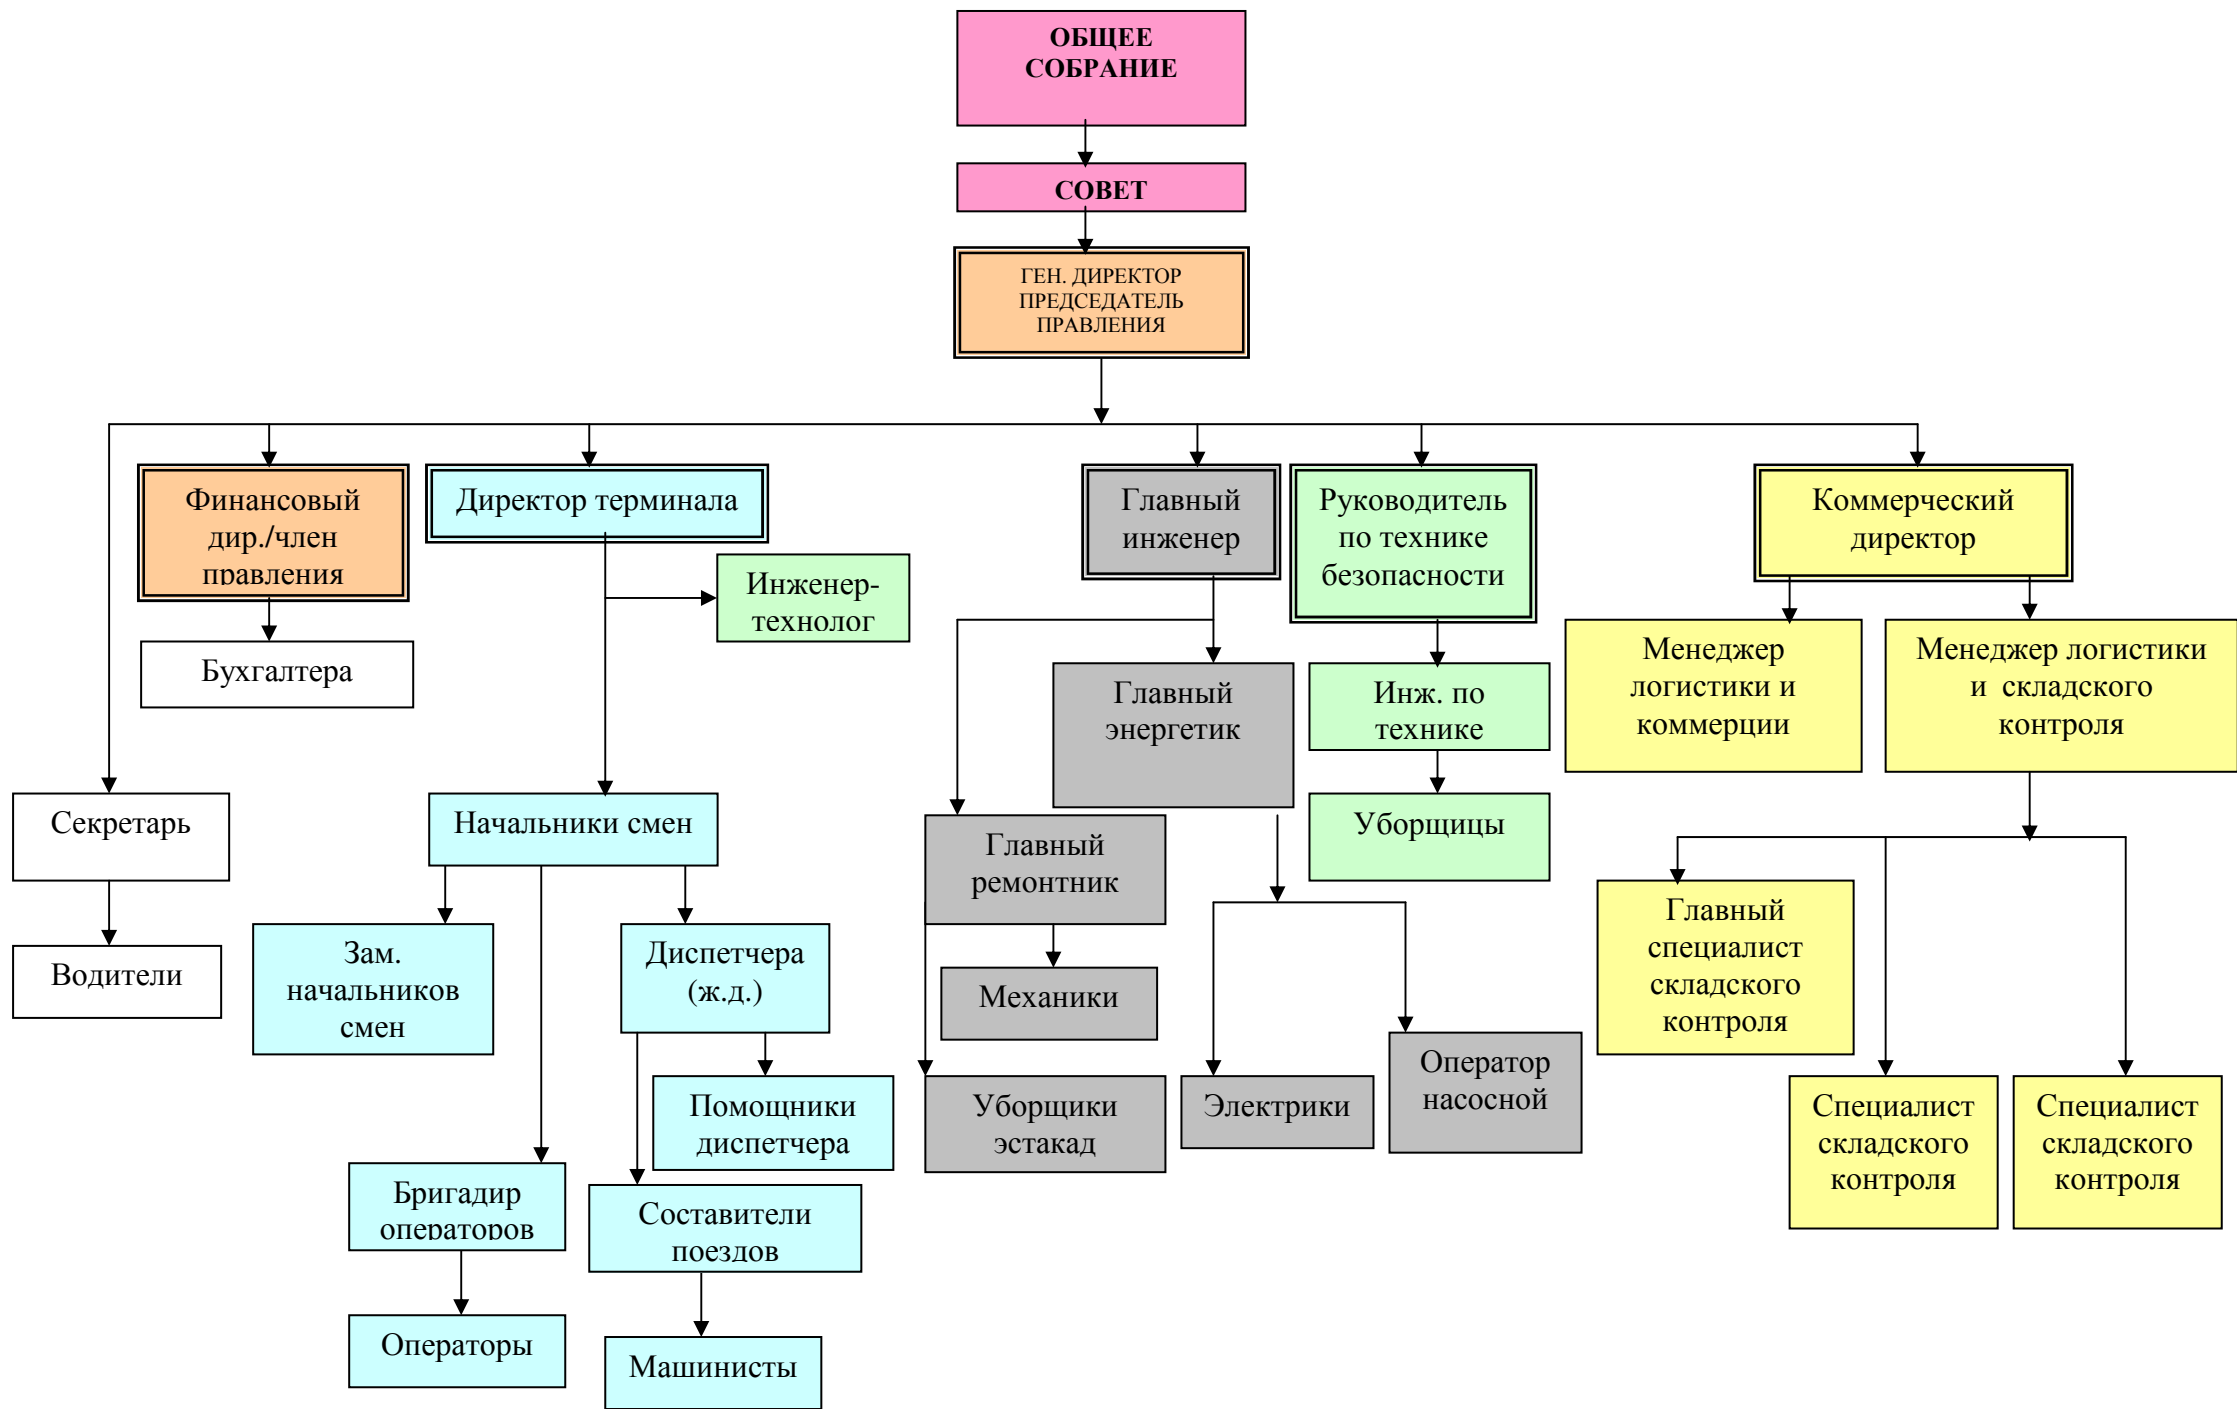 ОБЩЕЕ
СОБРАНИЕ
СОВЕТ
ГЕН. ДИРЕКТОР
ПРЕДСЕДАТЕЛЬ
ПРАВЛЕНИЯ
Финансовый
дир./член
правления
Директор терминала
Главный
инженер
Руководитель
по технике
безопасности
Коммерческий
директор
Инженер-
технолог
Бухгалтера
Главный
энергетик
Инж. по
технике
Менеджер
логистики и
коммерции
Менеджер логистики
и складского
контроля
Секретарь
Начальники смен
Главный
ремонтник
Уборщицы
Водители
Зам.
начальников
смен
Диспетчера
(ж.д.)
Механики
Главный
специалист
складского
контроля
Помощники
диспетчера
Уборщики
эстакад
Электрики
Оператор
насосной
Специалист
складского
контроля
Специалист
складского
контроля
Бригадир
операторов
Составители
поездов
Операторы
Машинисты